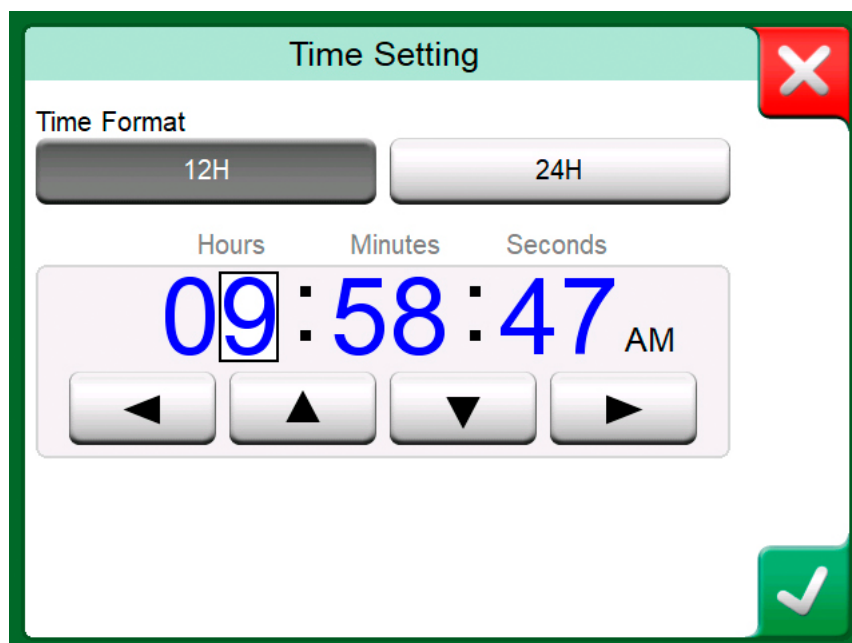 Time Setting
Time Format
12H 24H
Hours Minutes Seconds
09:58:47 AM